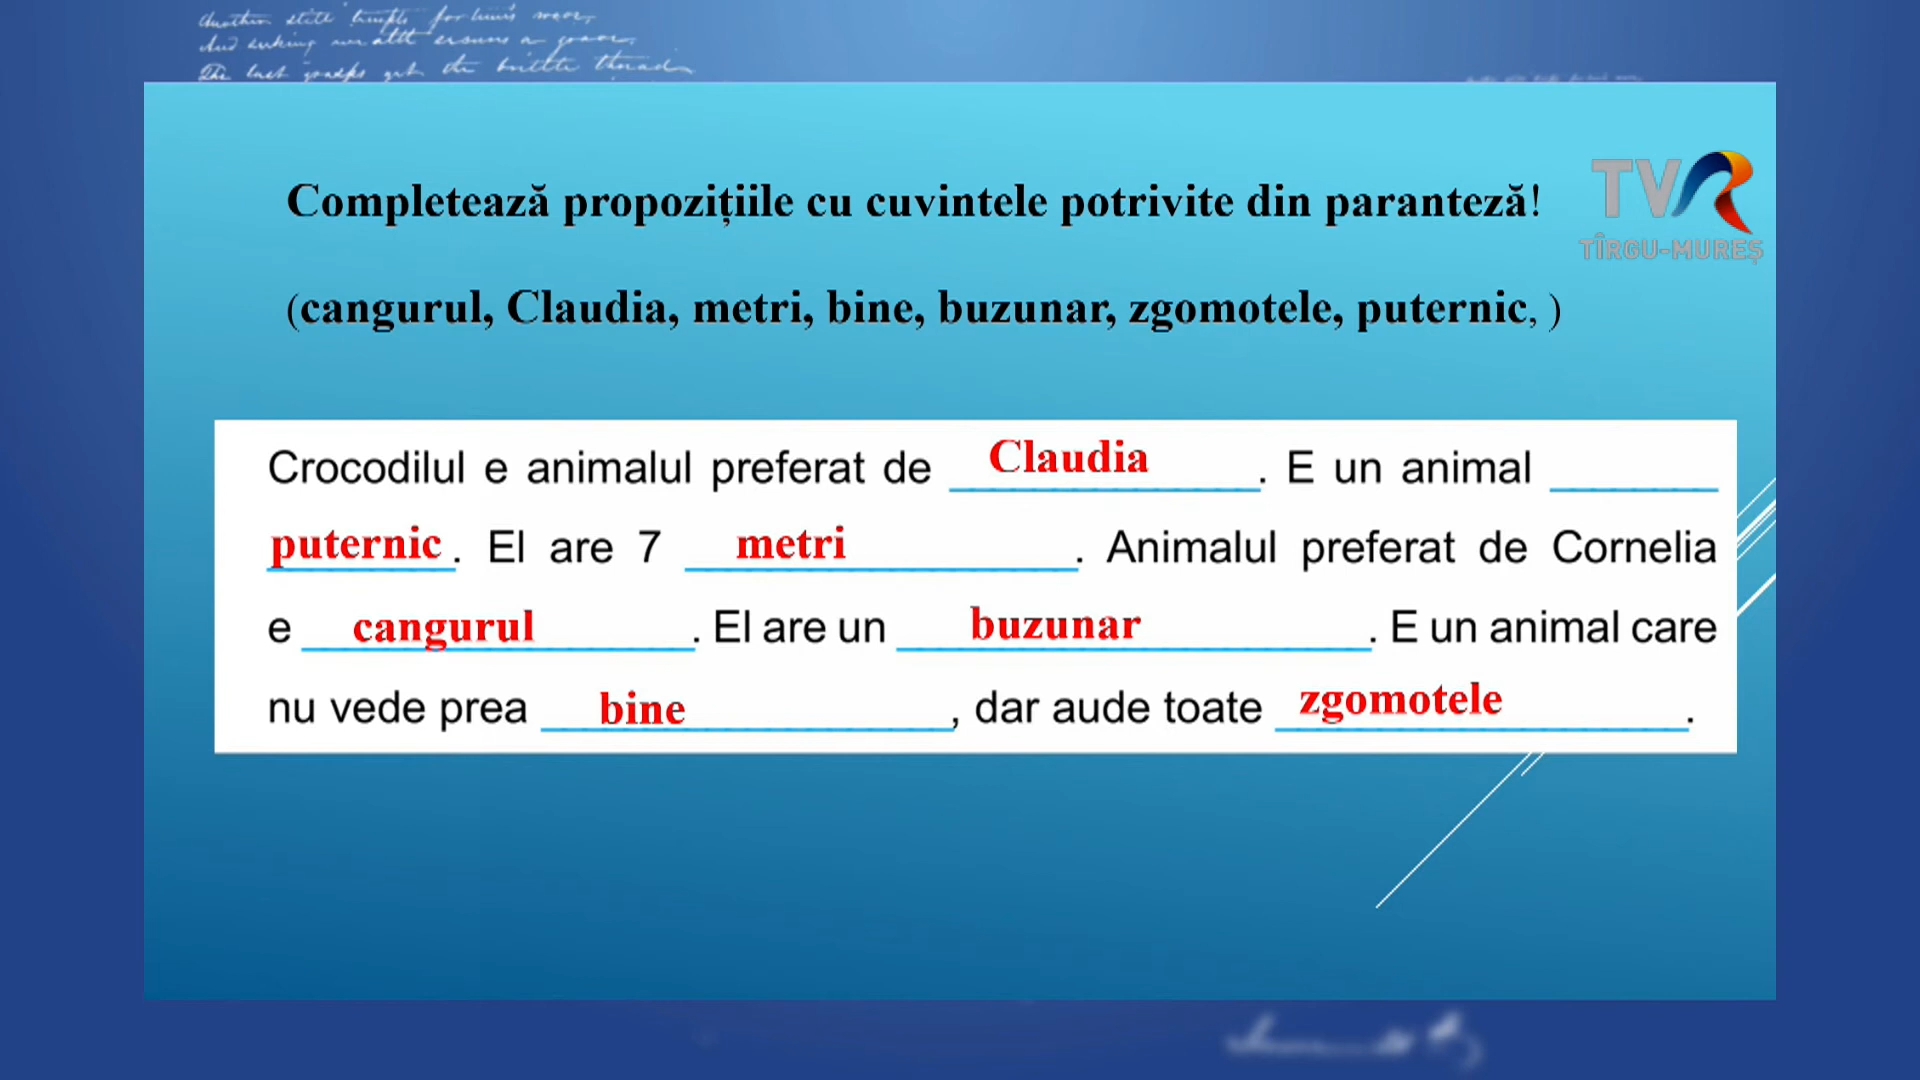 Completează propozițiile cu cuvintele potrivite din paranteză!
TVR
TÎRGU-MUREȘ
(cangurul, Claudia, metri, bine, buzunar, zgomotele, puternic, )
Crocodilul e animalul preferat de Claudia. E un animal
puternic. El are 7 metri. Animalul preferat de Cornelia
e cangurul. El are un buzunar. E un animal care
nu vede prea bine, dar aude toate zgomotele.